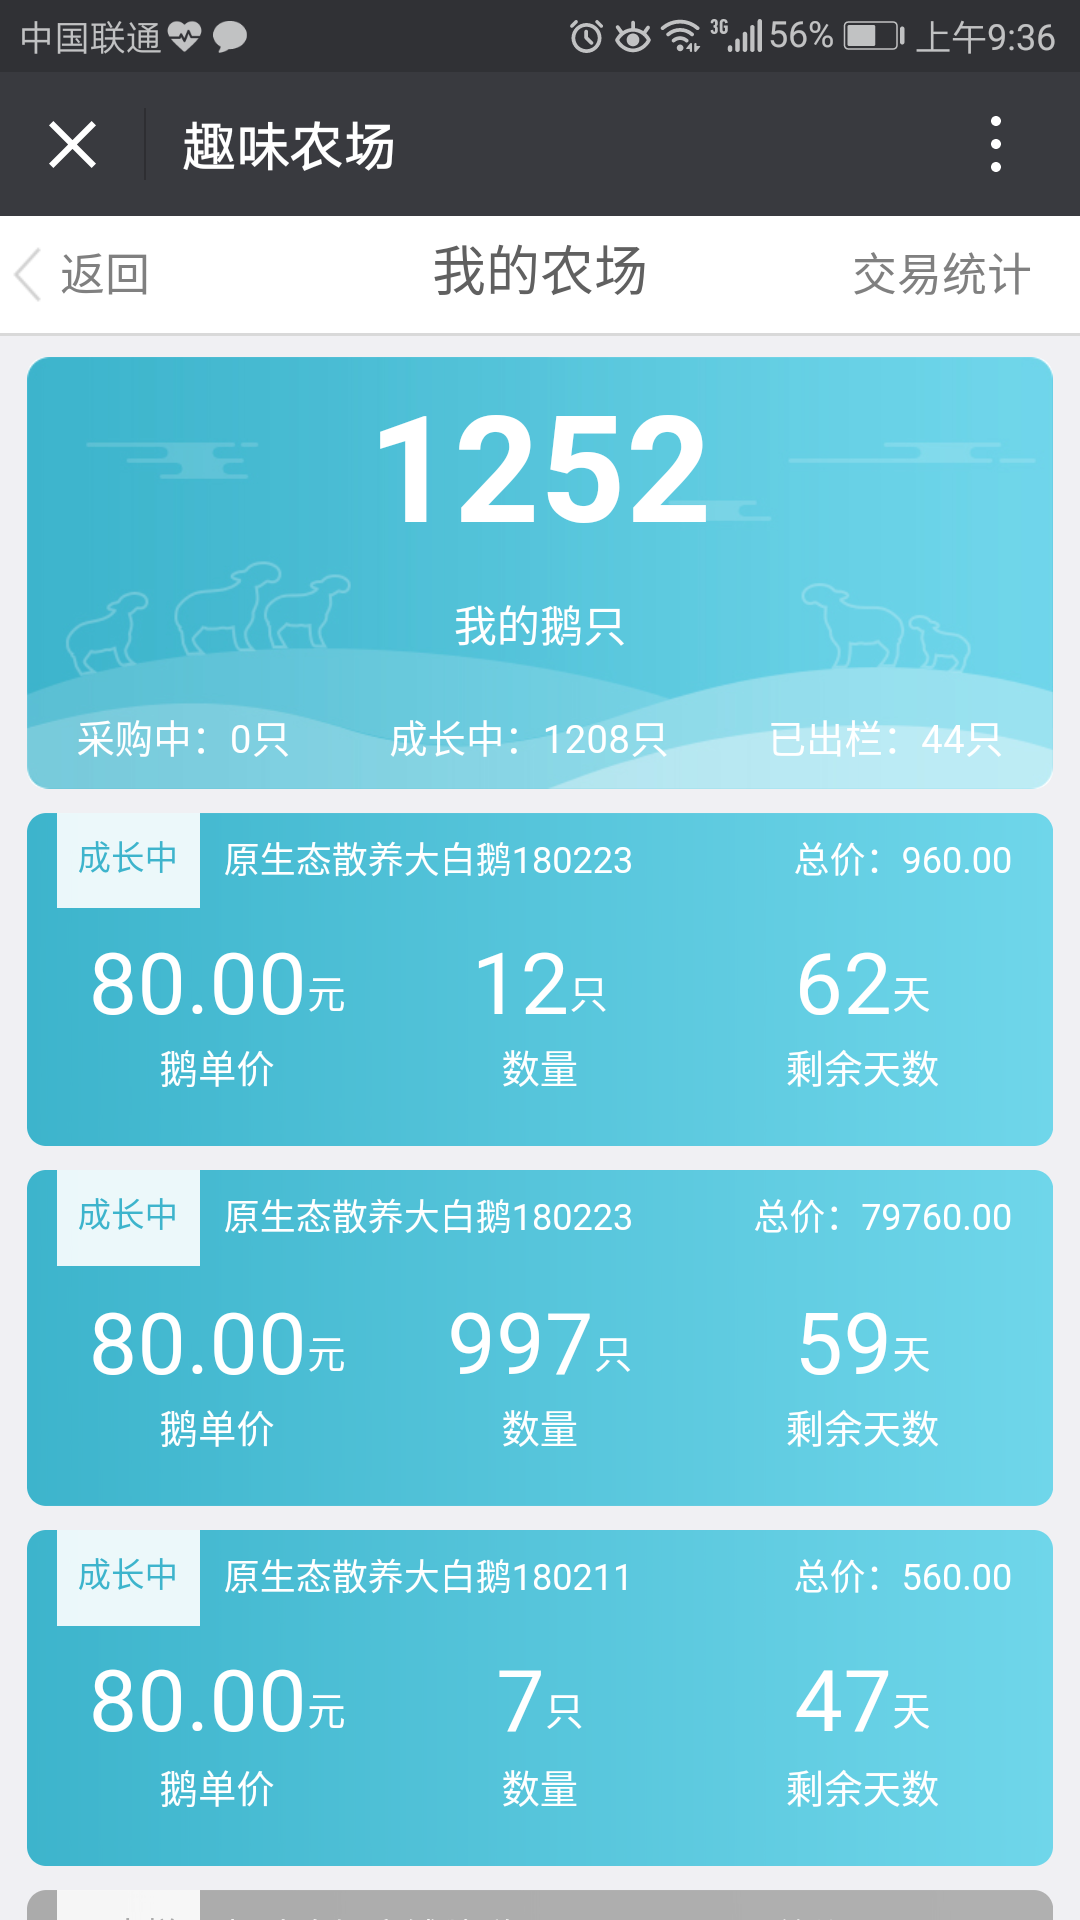 中国联通 3G 56% 上午9:36
趣味农场
返回 我的农场 交易统计
1252
我的鹅只
采购中：0只 成长中：1208只 已出栏：44只
成长中 原生态散养大白鹅180223 总价：960.00
80.00元 12只 62天
鹅单价 数量 剩余天数
成长中 原生态散养大白鹅180223 总价：79760.00
80.00元 997只 59天
鹅单价 数量 剩余天数
成长中 原生态散养大白鹅180211 总价：560.00
80.00元 7只 47天
鹅单价 数量 剩余天数